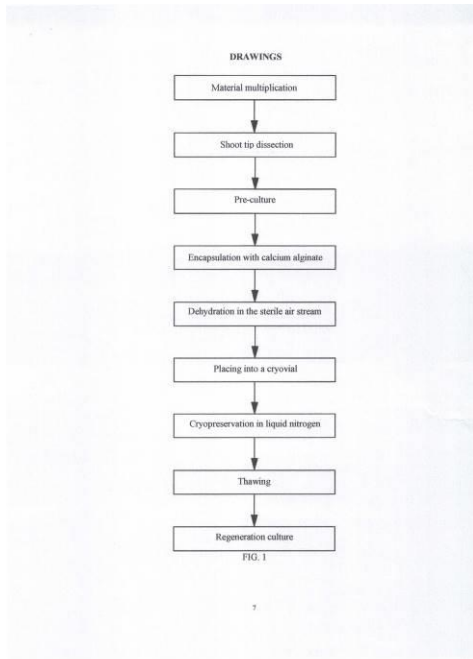 DRAWINGS
Material multiplication
Shoot tip dissection
Pre-culture
Encapsulation with calcium alginate
Dehydration in the sterile air stream
Placing into a cryovial
Cryopreservation in liquid nitrogen
Thawing
Regeneration culture
FIG. 1
7